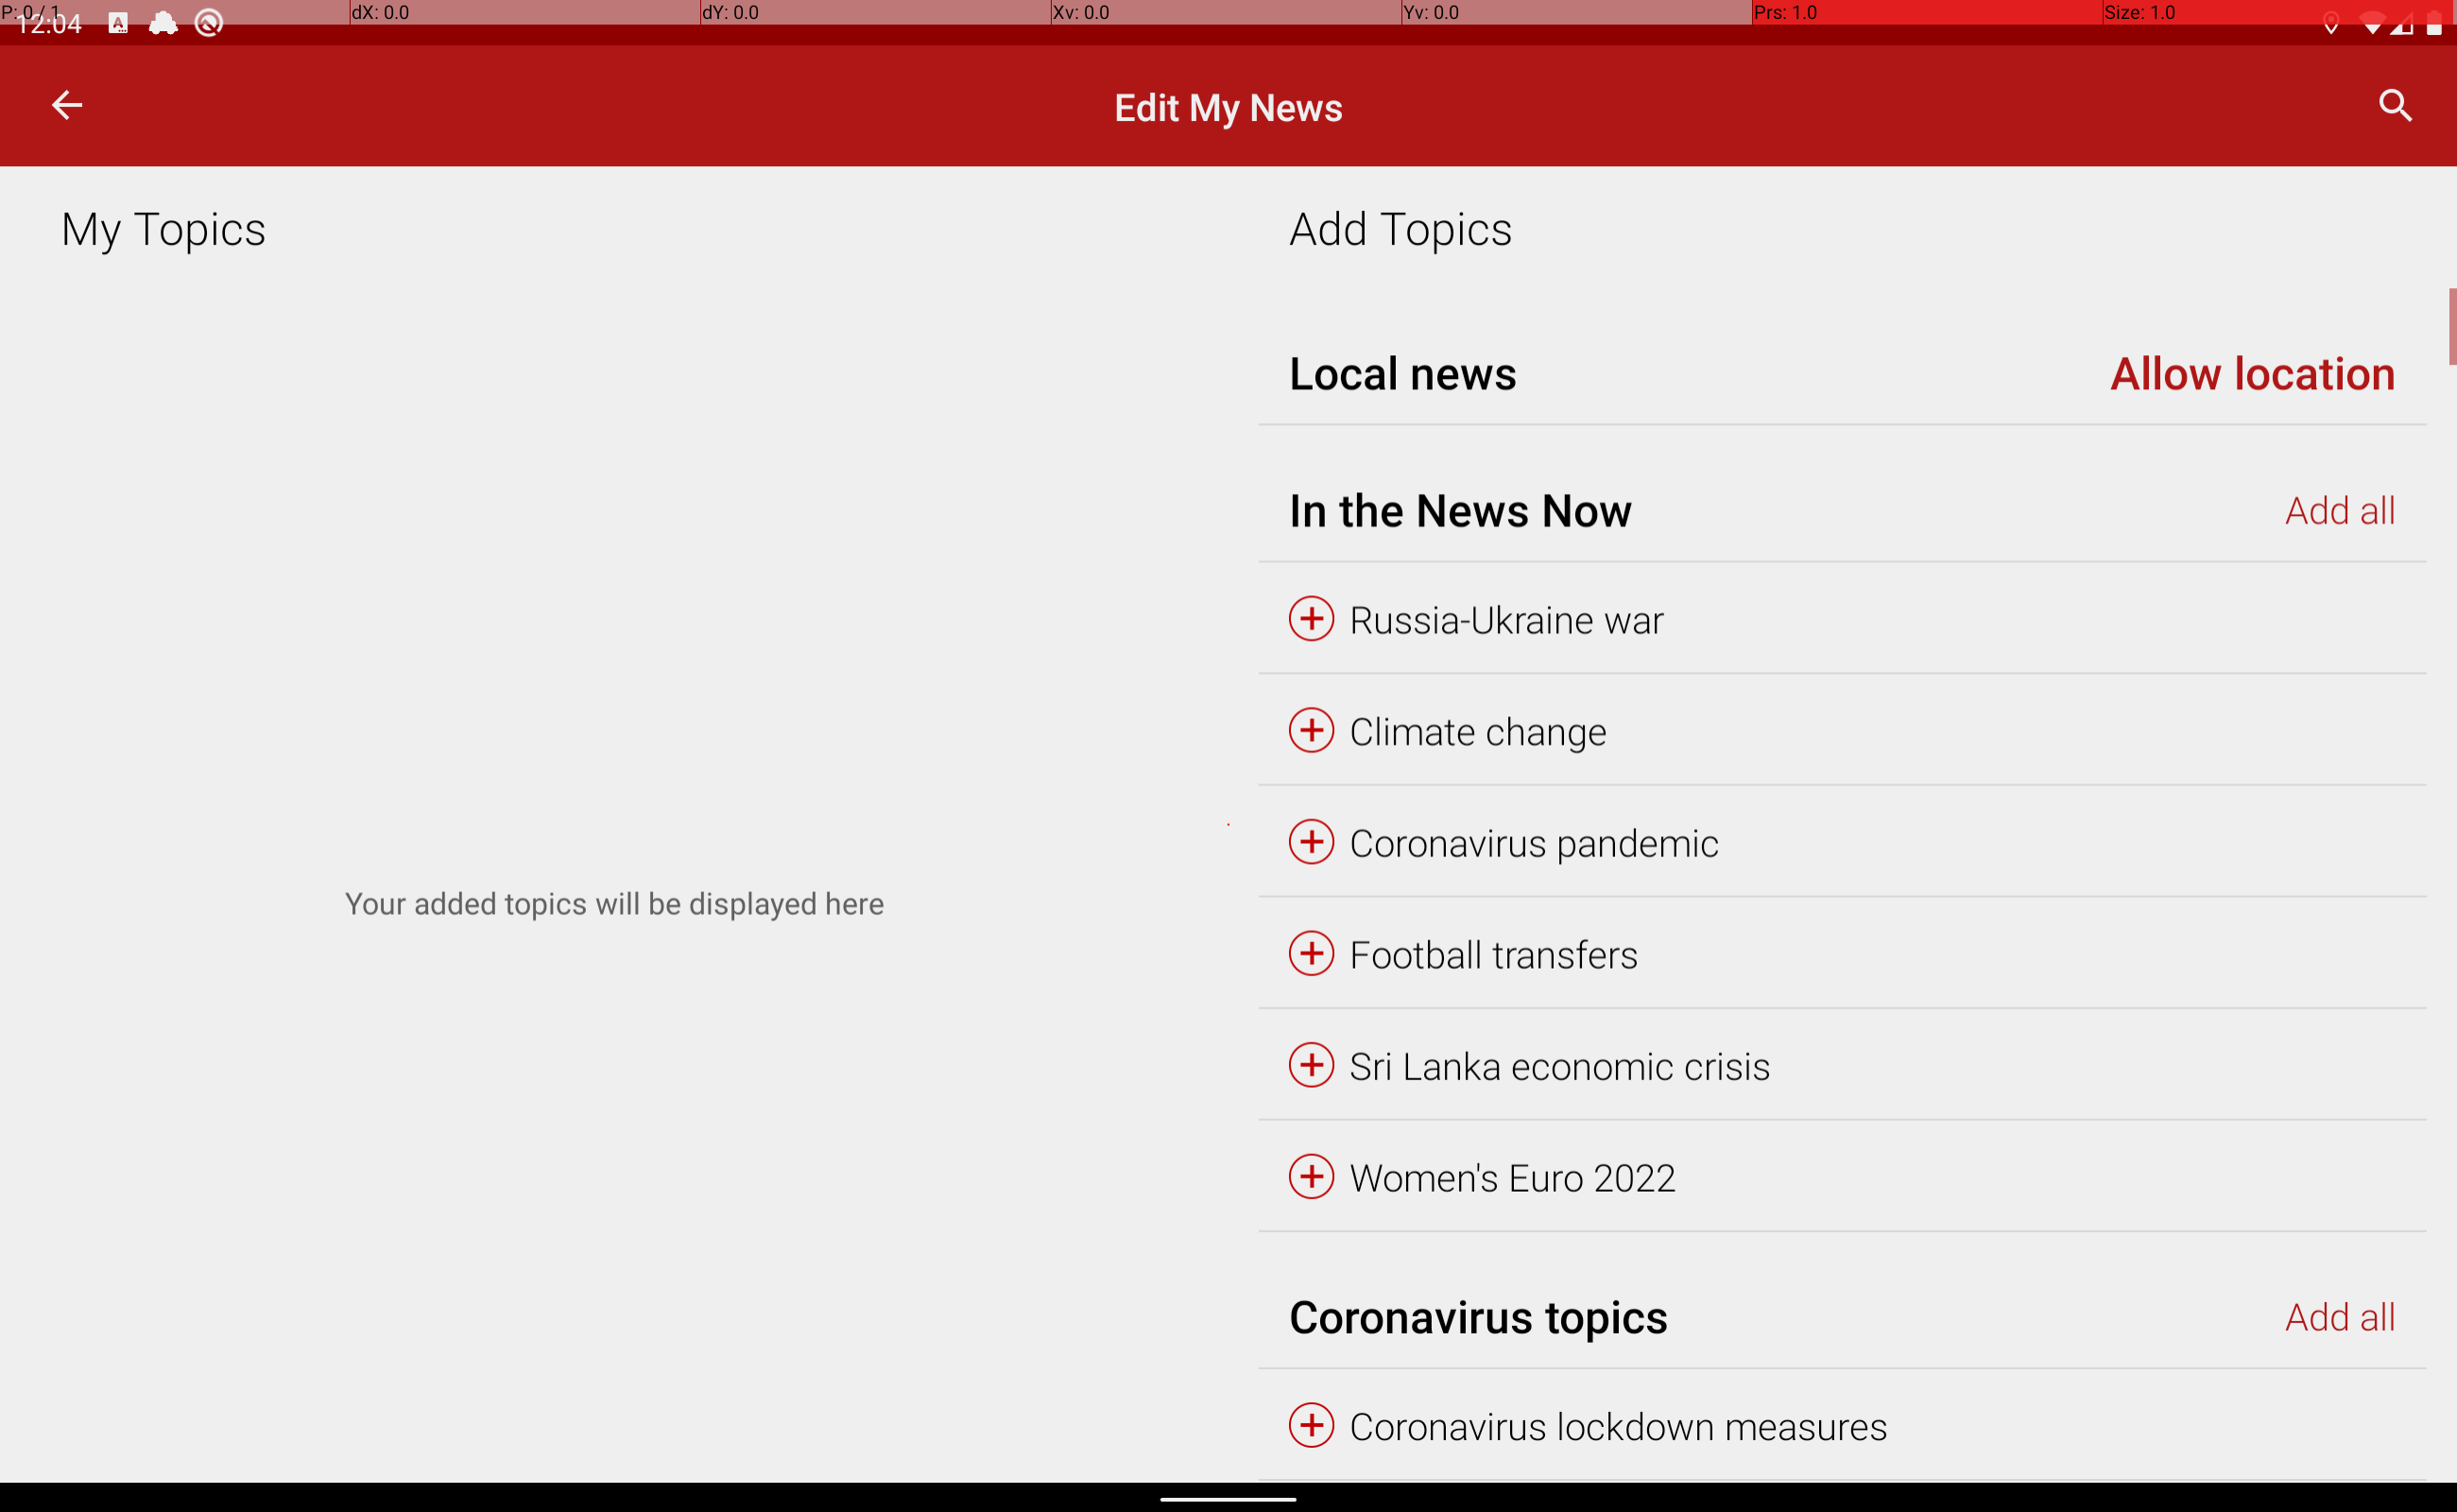 P: 0 / 1 dX: 0.0 dY: 0.0 Xv: 0.0 Yv: 0.0 Prs: 1.0 Size: 1.0
12:04
Edit My News
My Topics
Your added topics will be displayed here
Add Topics
Local news Allow location
In the News Now Add all
Russia-Ukraine war
Climate change
Coronavirus pandemic
Football transfers
Sri Lanka economic crisis
Women's Euro 2022
Coronavirus topics Add all
Coronavirus lockdown measures